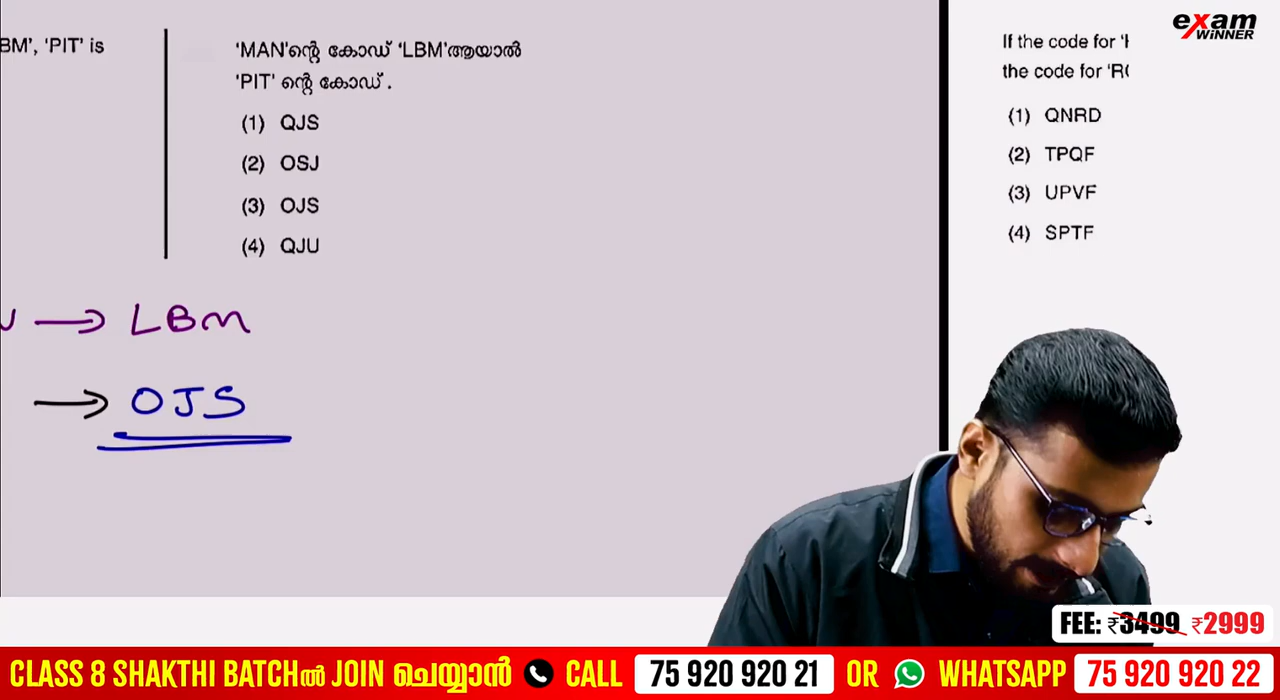 BM', 'PIT' is
'MAN'ന്റെ കോഡ് 'LBM'ആയാൽ
'PIT' ന്റെ കോഡ് .
(1) QJS
(2) OSJ
(3) OJS
(4) QJU
→ LBM
→ OJS
exam
WiNNER
If the code for '
the code for 'R
(1) QNRD
(2) TPQF
(3) UPVF
(4) SPTF
FEE: ₹3499 ₹2999
CLASS 8 SHAKTHI BATCHൽ JOIN ചെയ്യാൻ CALL 75 920 920 21 OR WHATSAPP 75 920 920 22